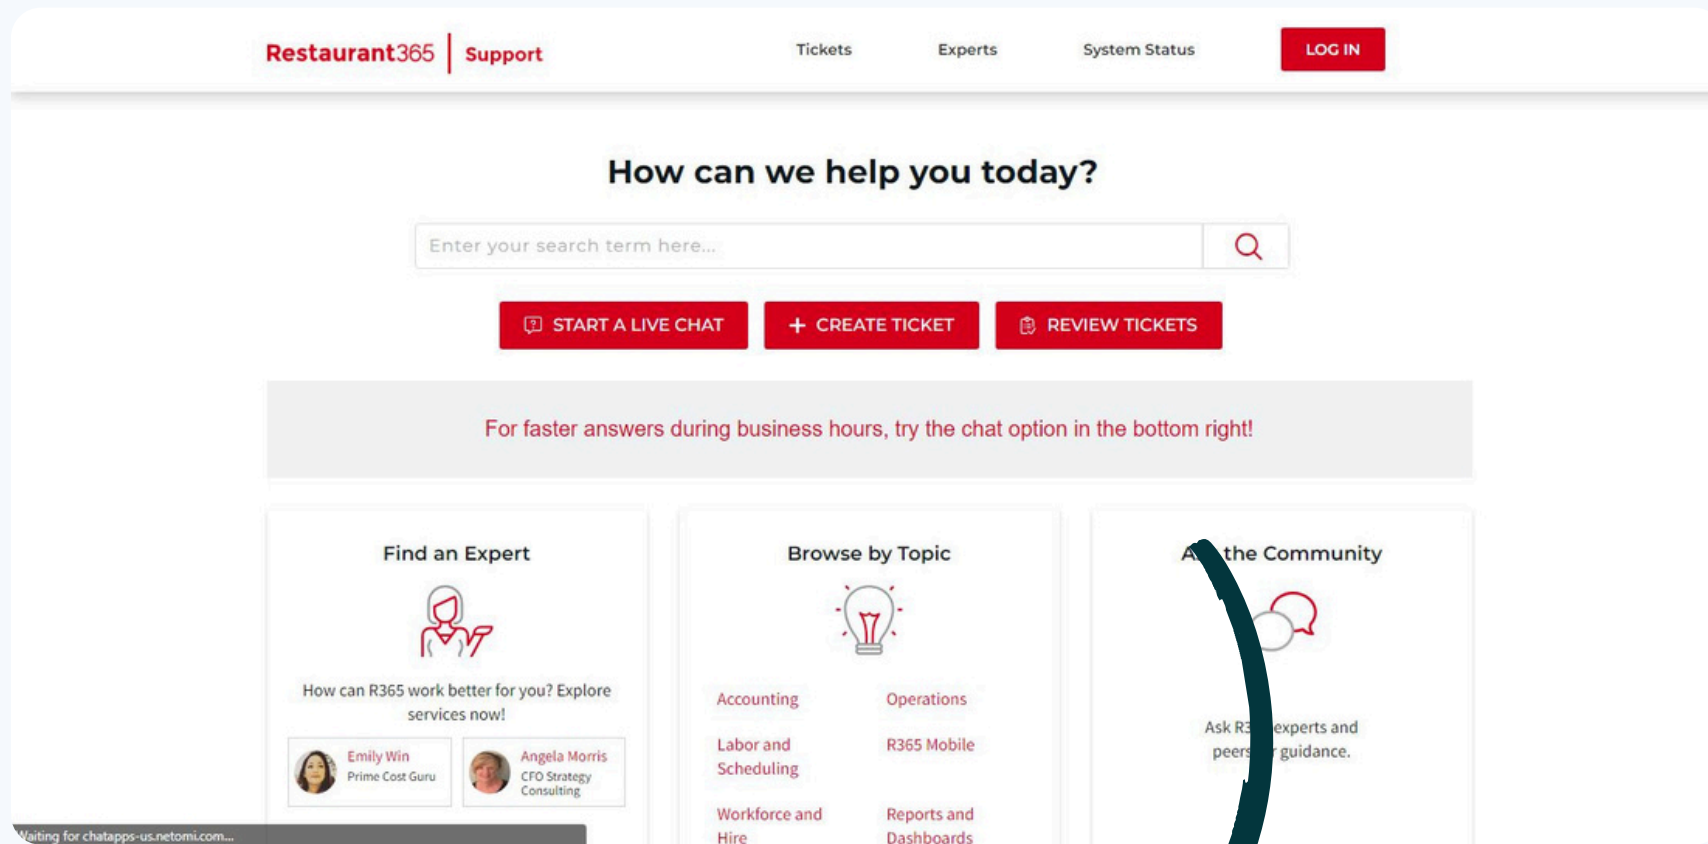 Restaurant365 Support
Tickets Experts System Status LOG IN
How can we help you today?
Enter your search term here...
START A LIVE CHAT CREATE TICKET REVIEW TICKETS
For faster answers during business hours, try the chat option in the bottom right!
Find an Expert
How can R365 work better for you? Explore
services now!
Emily Win
Prime Cost Guru
Angela Morris
CFO Strategy
Consulting
Browse by Topic
Accounting
Operations
Labor and
Scheduling
R365 Mobile
Workforce and
Hire
Reports and
Dashboards
the Community
Ask experts and
peers guidance.
Waiting for chatapps-us.netomi.com...